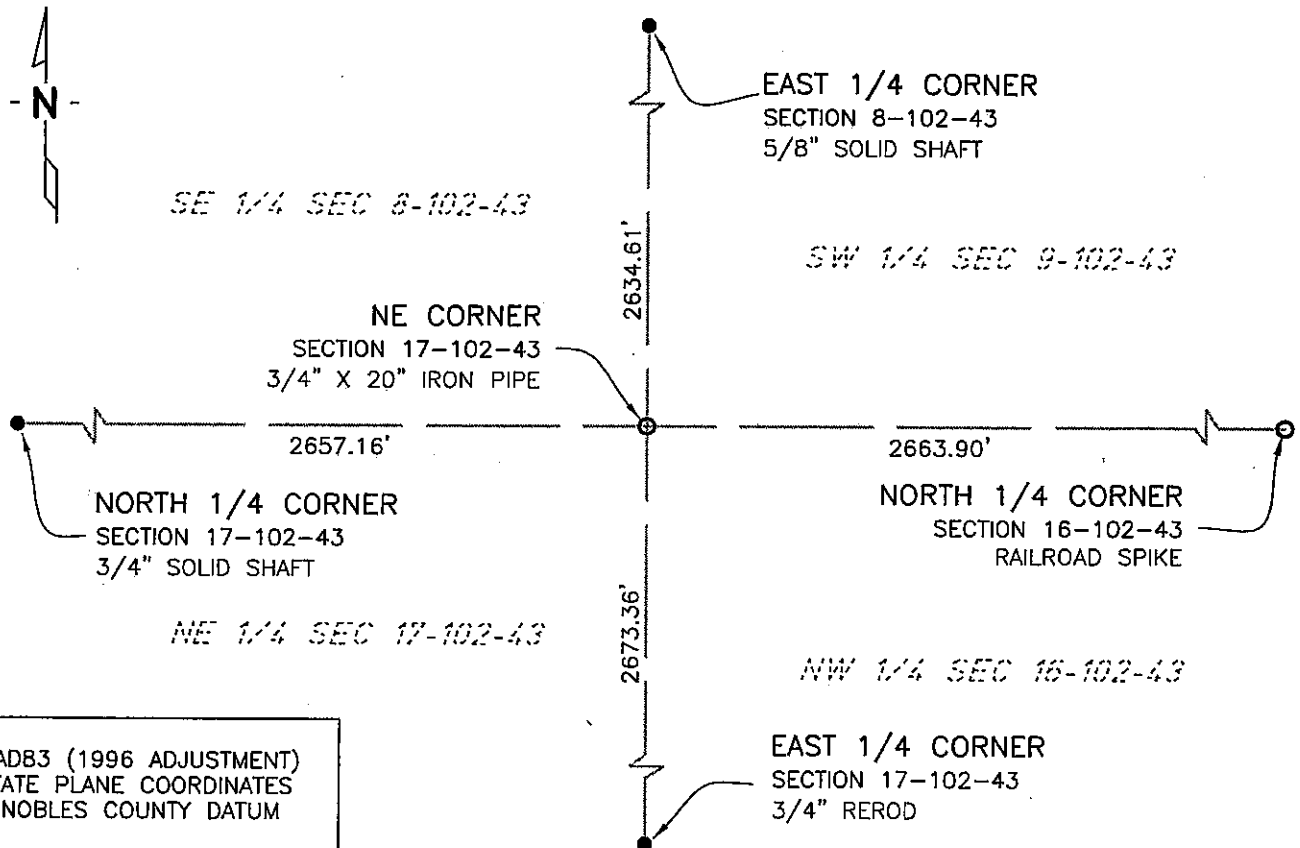 - N -
EAST 1/4 CORNER
SECTION 8-102-43
5/8" SOLID SHAFT
SE 1/4 SEC 8-102-43
2634.61'
SW 1/4 SEC 9-102-43
NE CORNER
SECTION 17-102-43
3/4" X 20" IRON PIPE
2657.16'
2663.90'
NORTH 1/4 CORNER
SECTION 17-102-43
3/4" SOLID SHAFT
NORTH 1/4 CORNER
SECTION 16-102-43
RAILROAD SPIKE
NE 1/4 SEC 17-102-43
2673.36'
NW 1/4 SEC 16-102-43
EAST 1/4 CORNER
SECTION 17-102-43
3/4" REROD
AD83 (1996 ADJUSTMENT)
ATE PLANE COORDINATES
NOBLES COUNTY DATUM